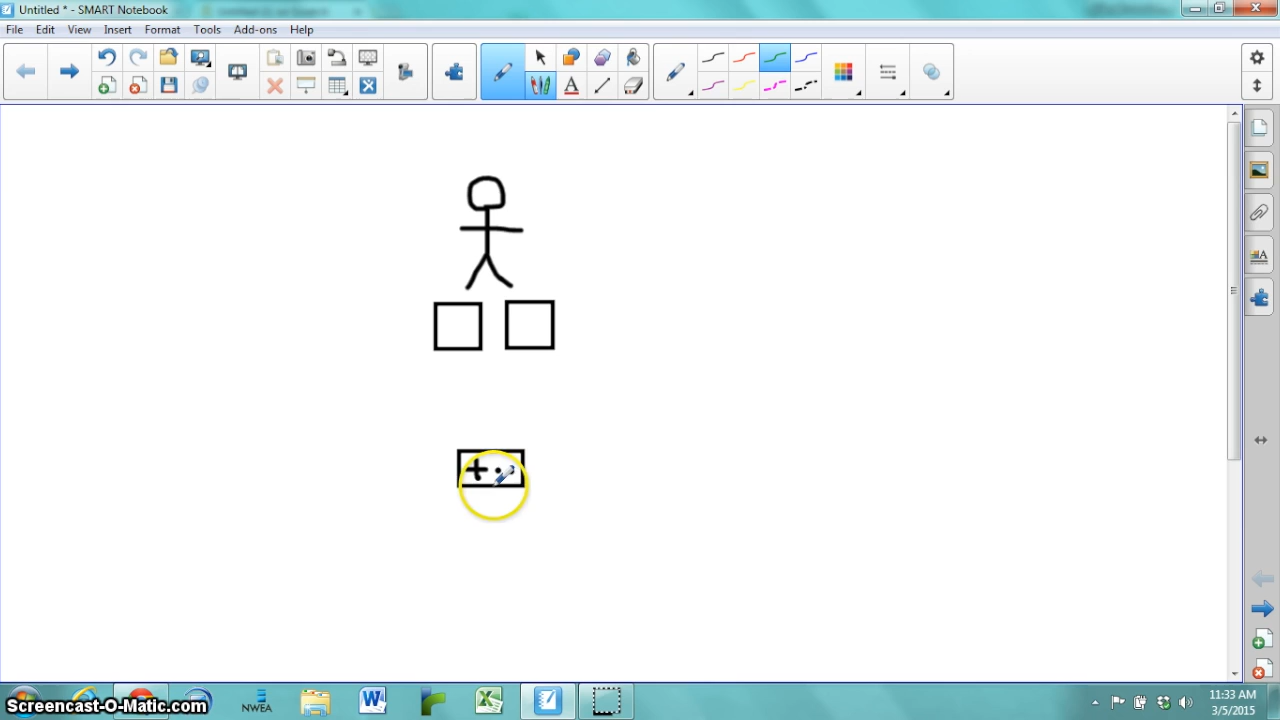 Untitled * - SMART Notebook
File Edit View Insert Format Tools Add-ons Help
A
A
NWEA
W
X
Screencast-O-Matic.com
11:33 AM
3/5/2015